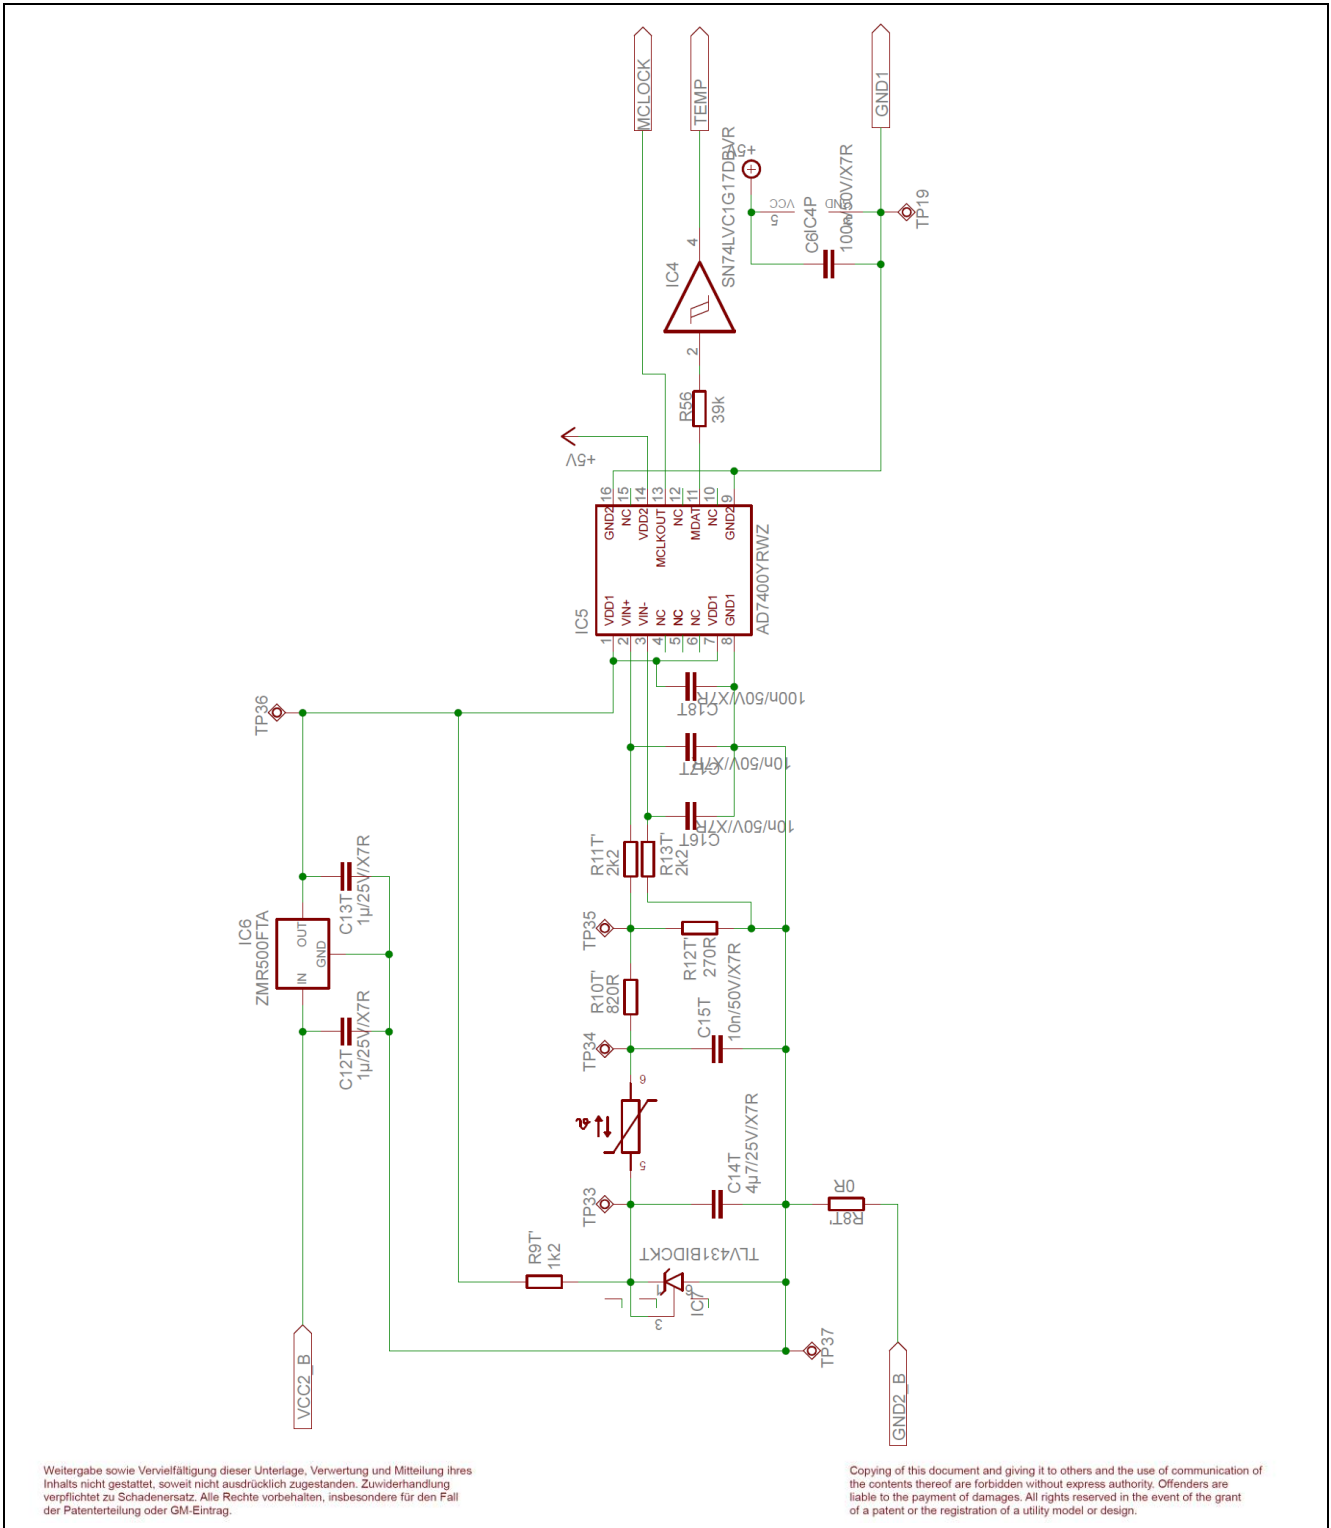 MCLOCK
TEMP
GND1
+5V
SN74LVC1G17DBVR
VCC
5
GND
C6
IC4P
100n/50V/X7R
TP19
4
IC4
2
R56
39k
+5V
16
15
14
13
12
11
10
9
GND2
NC
VDD2
MCLKOUT
NC
MDAT
NC
GND2
IC5
AD7400YRWZ
VDD1
VIN+
VIN-
NC
NC
NC
VDD1
GND1
1
2
3
4
5
6
7
8
C18T
100n/50V/X7R
TP36
C17T
10n/50V/X7R
C16T
10n/50V/X7R
R11T'
2k2
R13T'
2k2
C13T
1µ/25V/X7R
IC6
ZMR500FTA
OUT
GND
IN
TP35
R12T'
270R
R10T'
820R
C15T
10n/50V/X7R
C12T
1µ/25V/X7R
TP34
6
ϑ
5
C14T
4µ7/25V/X7R
TP33
0R
R8T'
TLV431BIDCKT
R9T'
1k2
1
6
IC7
3
TP37
VCC2_B
GND2_B
Weitergabe sowie Vervielfältigung dieser Unterlage, Verwertung und Mitteilung ihres
Inhalts nicht gestattet, soweit nicht ausdrücklich zugestanden. Zuwiderhandlung
verpflichtet zu Schadenersatz. Alle Rechte vorbehalten, insbesondere für den Fall
der Patenterteilung oder GM-Eintrag.
Copying of this document and giving it to others and the use of communication of
the contents thereof are forbidden without express authority. Offenders are
liable to the payment of damages. All rights reserved in the event of the grant
of a patent or the registration of a utility model or design.